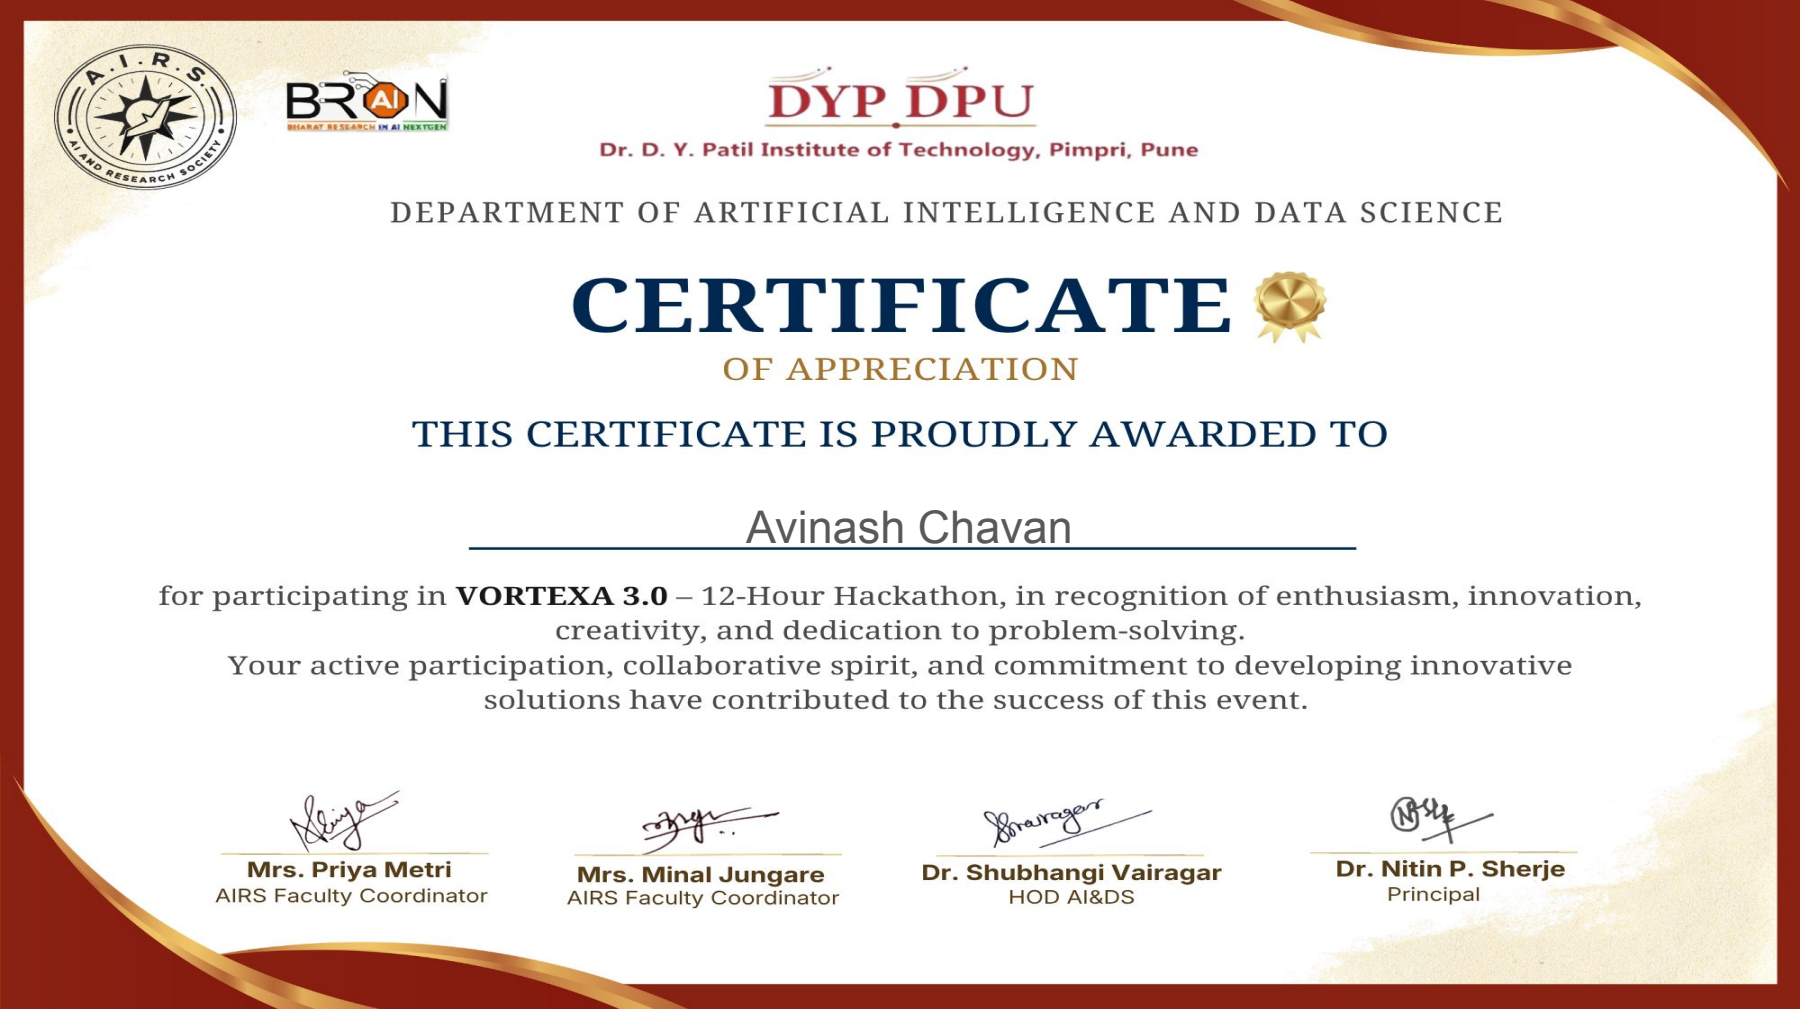 A.I.R.S.
AI AND RESEARCH SOCIETY
BRAIN
BHARAT RESEARCH IN AI NEXTGEN
DYP DPU
Dr. D. Y. Patil Institute of Technology, Pimpri, Pune
DEPARTMENT OF ARTIFICIAL INTELLIGENCE AND DATA SCIENCE
CERTIFICATE
OF APPRECIATION
THIS CERTIFICATE IS PROUDLY AWARDED TO
Avinash Chavan
for participating in VORTEXA 3.0 – 12-Hour Hackathon, in recognition of enthusiasm, innovation,
creativity, and dedication to problem-solving.
Your active participation, collaborative spirit, and commitment to developing innovative
solutions have contributed to the success of this event.
Mrs. Priya Metri
AIRS Faculty Coordinator
Mrs. Minal Jungare
AIRS Faculty Coordinator
Dr. Shubhangi Vairagar
HOD AI&DS
Dr. Nitin P. Sherje
Principal